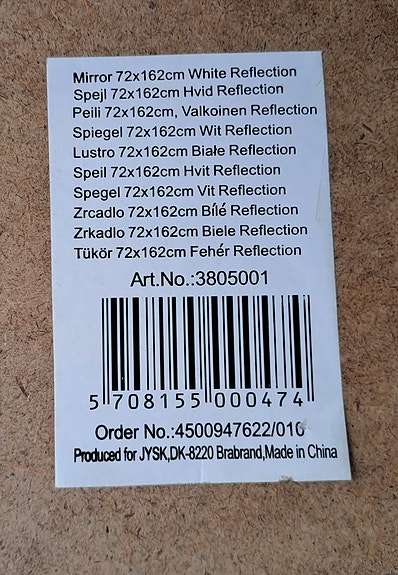 Mirror 72x162cm White Reflection
Spejl 72x162cm Hvid Reflection
Peili 72x162cm, Valkoinen Reflection
Spiegel 72x162cm Wit Reflection
Lustro 72x162cm Białe Reflection
Speil 72x162cm Hvit Reflection
Spegel 72x162cm Vit Reflection
Zrcadlo 72x162cm Bílé Reflection
Zrkadlo 72x162cm Biele Reflection
Tükör 72x162cm Fehér Reflection
Art.No.:3805001
5 708155 000474
Order No.:4500947622/010
Produced for JYSK,DK-8220 Brabrand,Made in China